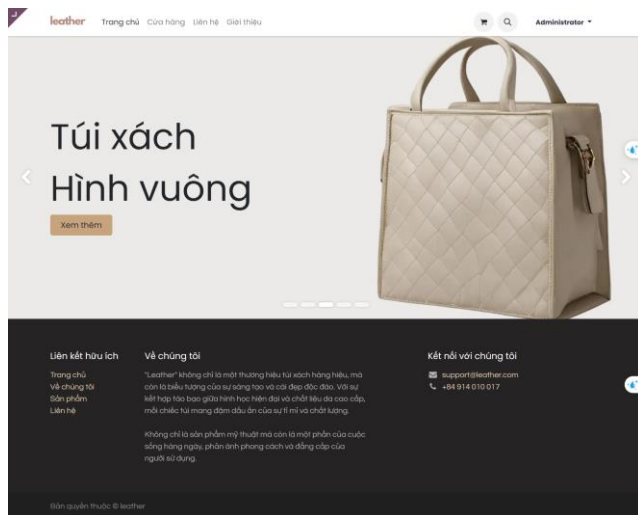 leather Trang chủ Cửa hàng Liên hệ Giới thiệu Administrator
Túi xách
Hình vuông
Xem thêm
Liên kết hữu ích
Trang chủ
Về chúng tôi
Sản phẩm
Liên hệ
Về chúng tôi
"Leather" không chỉ là một thương hiệu túi xách hàng hiệu, mà
còn là biểu tượng của sự sáng tạo và cái đẹp độc đáo. Với sự
kết hợp táo bạo giữa hình học hiện đại và chất liệu da cao cấp,
mỗi chiếc túi mang đậm dấu ấn của sự tỉ mỉ và chất lượng.
Không chỉ là sản phẩm mỹ thuật mà còn là một phần của cuộc
sống hàng ngày, phản ánh phong cách và đẳng cấp của
người sử dụng.
Kết nối với chúng tôi
support@leather.com
+84 914 010 017
Bản quyền thuộc © leather